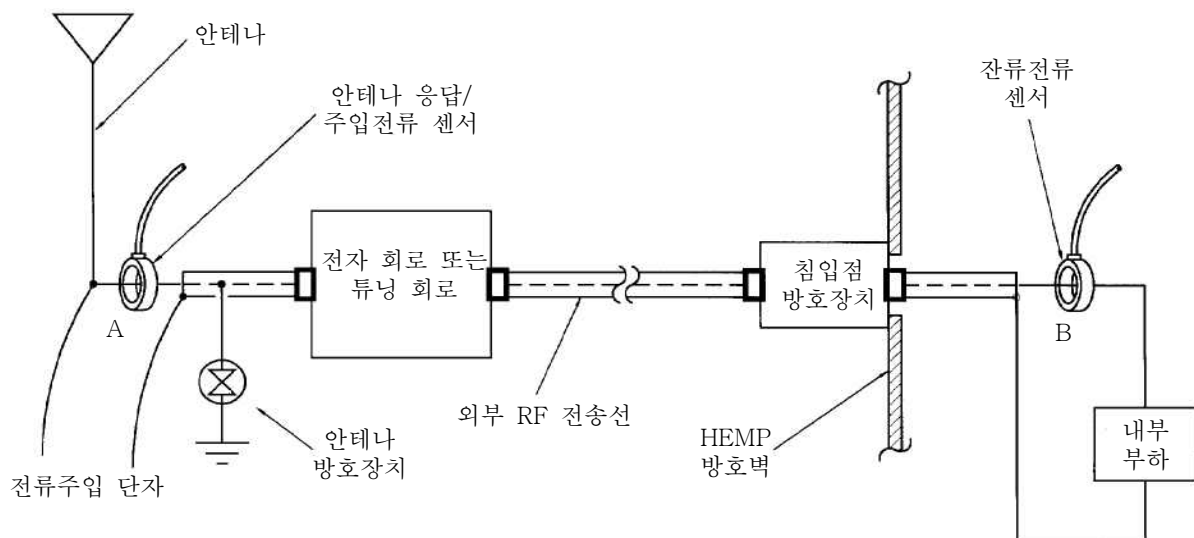 안테나
안테나 응답/
주입전류 센서
잔류전류
센서
전자 회로 또는
튜닝 회로
침입점
방호장치
A
B
외부 RF 전송선
HEMP
방호벽
내부
부하
안테나
방호장치
전류주입 단자